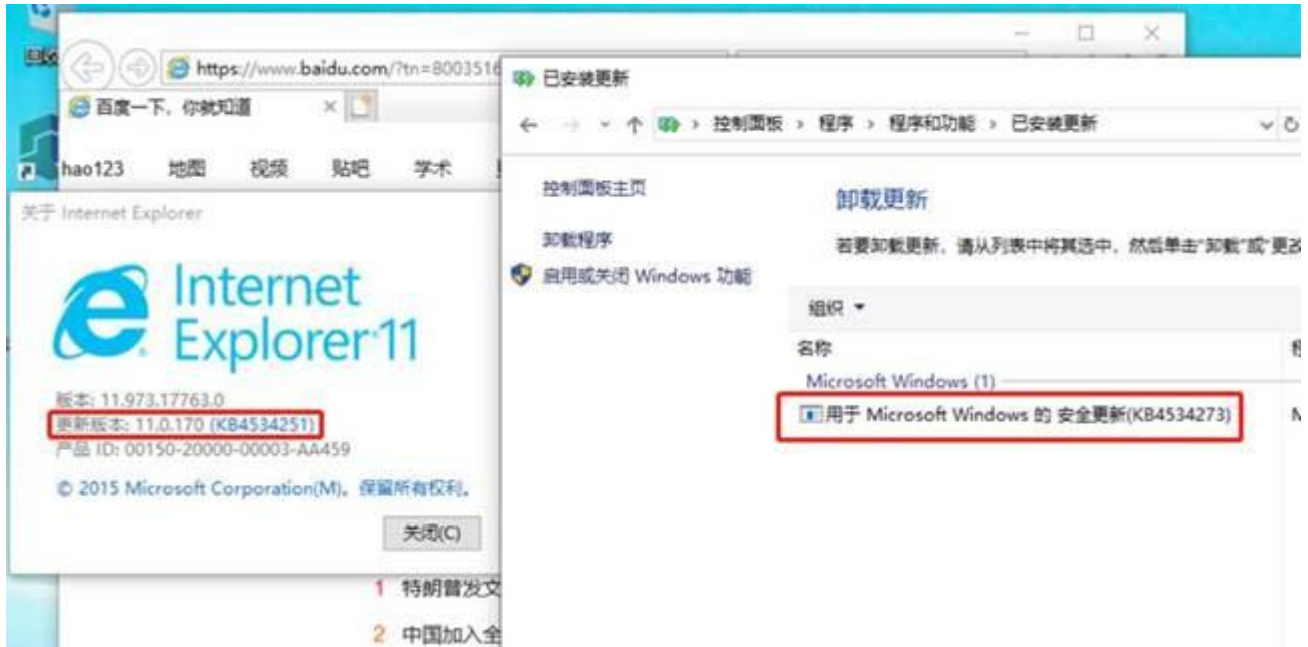 https://www.baidu.com/?tn=8003516
百度一下，你就知道
hao123 地图 视频 贴吧 学术
关于 Internet Explorer
Internet
Explorer 11
版本: 11.973.17763.0
更新版本: 11.0.170 (KB4534251)
产品 ID: 00150-20000-00003-AA459
© 2015 Microsoft Corporation(M)。保留所有权利。
关闭(C)
1 特朗普发文
2 中国加入全
已安装更新
控制面板 > 程序 > 程序和功能 > 已安装更新
控制面板主页
卸载程序
启用或关闭 Windows 功能
卸载更新
若要卸载更新，请从列表中将其选中，然后单击"卸载"或"更改
组织
名称
Microsoft Windows (1)
用于 Microsoft Windows 的 安全更新(KB4534273)